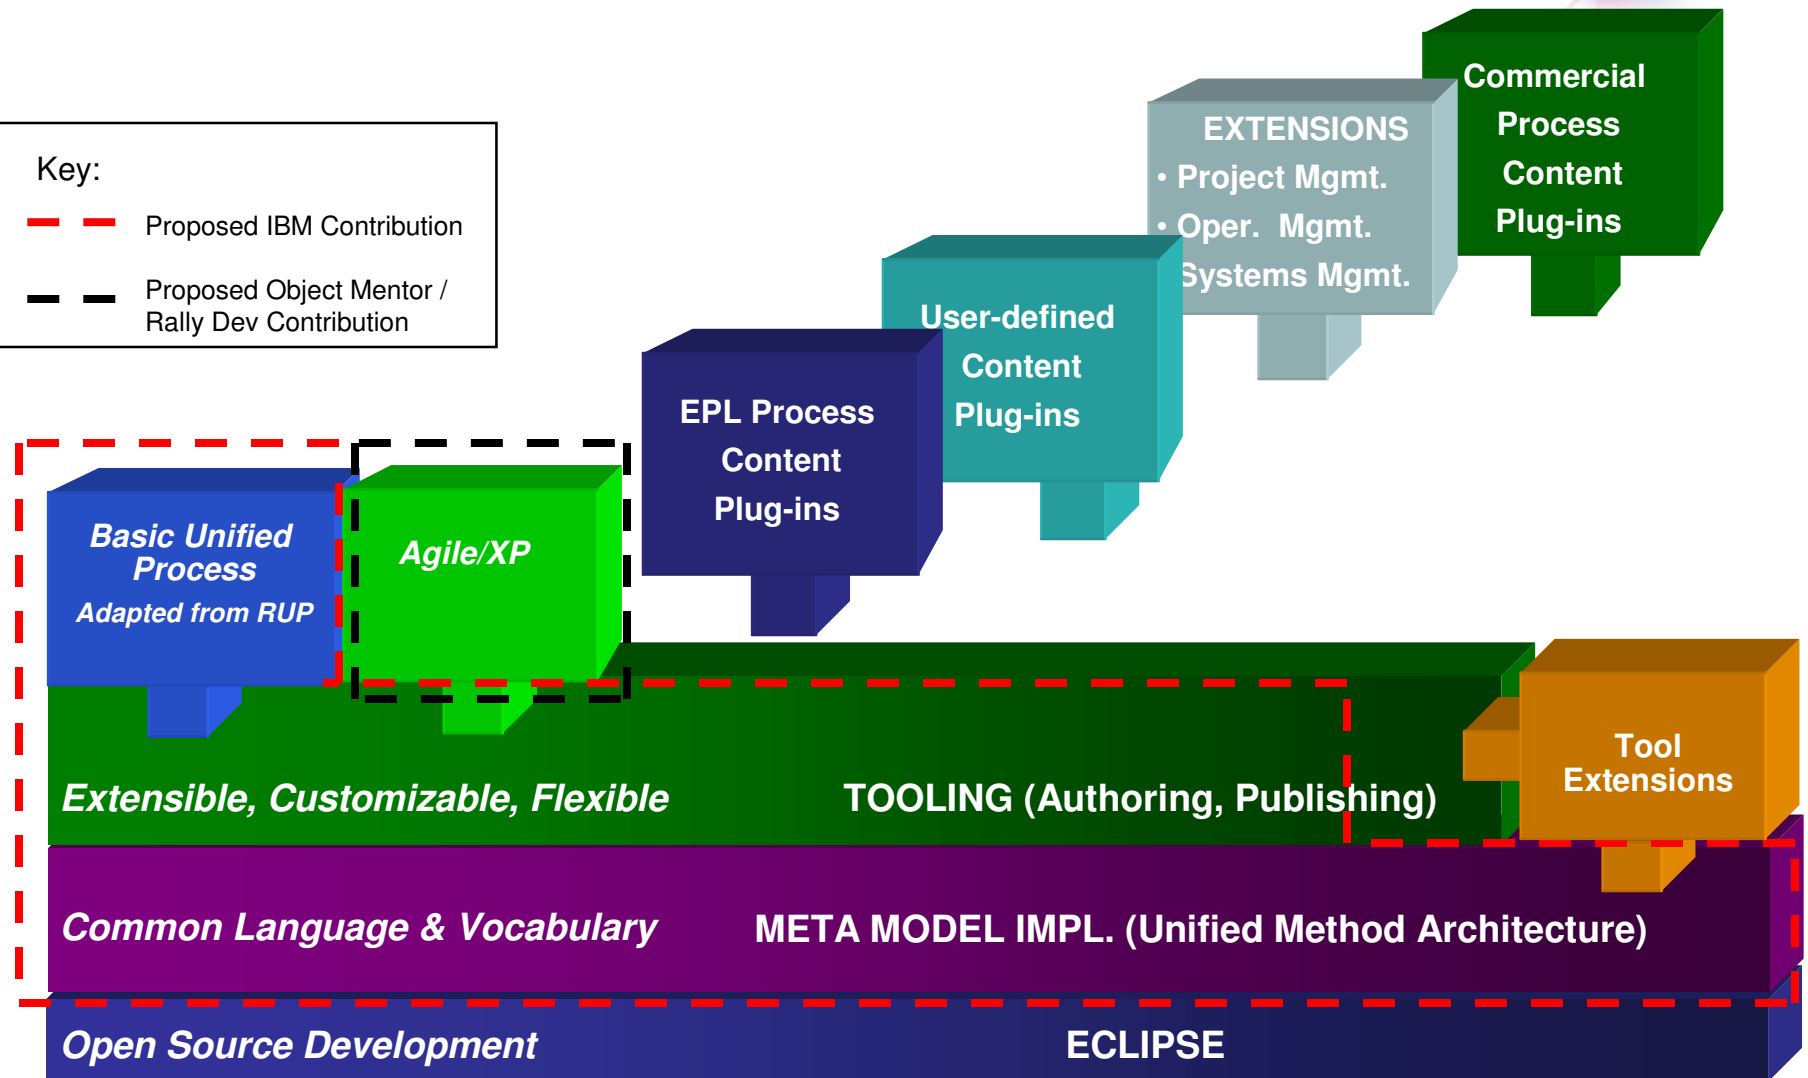 Key:
Proposed IBM Contribution
Proposed Object Mentor /
Rally Dev Contribution
Commercial
Process
Content
Plug-ins
EXTENSIONS
• Project Mgmt.
• Oper. Mgmt.
Systems Mgmt.
User-defined
Content
Plug-ins
EPL Process
Content
Plug-ins
Basic Unified
Process
Adapted from RUP
Agile/XP
Tool
Extensions
Extensible, Customizable, Flexible
TOOLING (Authoring, Publishing)
Common Language & Vocabulary
META MODEL IMPL. (Unified Method Architecture)
Open Source Development
ECLIPSE